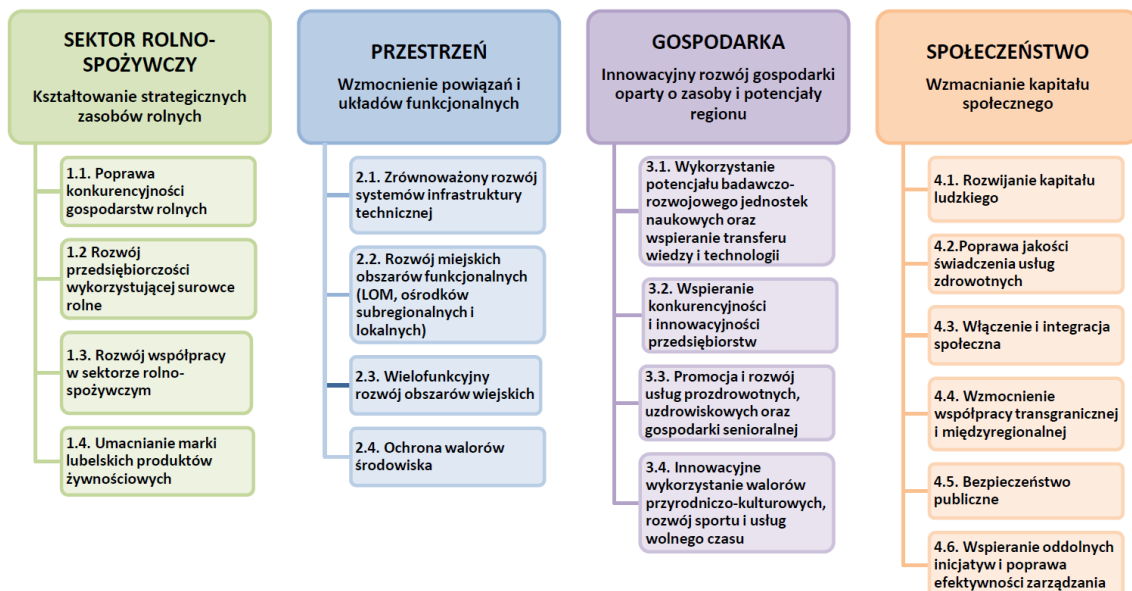 SEKTOR ROLNO-
SPOŻYWCZY
Kształtowanie strategicznych
zasobów rolnych
1.1. Poprawa
konkurencyjności
gospodarstw rolnych
1.2 Rozwój
przedsiębiorczości
wykorzystującej surowce
rolne
1.3. Rozwój współpracy
w sektorze rolno-
spożywczym
1.4. Umacnianie marki
lubelskich produktów
żywnościowych
PRZESTRZEŃ
Wzmocnienie powiązań i
układów funkcjonalnych
2.1. Zrównoważony rozwój
systemów infrastruktury
technicznej
2.2. Rozwój miejskich
obszarów funkcjonalnych
(LOM, ośrodków
subregionalnych i
lokalnych)
2.3. Wielofunkcyjny
rozwój obszarów wiejskich
2.4. Ochrona walorów
środowiska
GOSPODARKA
Innowacyjny rozwój gospodarki
oparty o zasoby i potencjały
regionu
3.1. Wykorzystanie
potencjału badawczo-
rozwojowego jednostek
naukowych oraz
wspieranie transferu
wiedzy i technologii
3.2. Wspieranie
konkurencyjności
i innowacyjności
przedsiębiorstw
3.3. Promocja i rozwój
usług prozdrowotnych,
uzdrowiskowych oraz
gospodarki senioralnej
3.4. Innowacyjne
wykorzystanie walorów
przyrodniczo-kulturowych,
rozwój sportu i usług
wolnego czasu
SPOŁECZEŃSTWO
Wzmacnianie kapitału
społecznego
4.1. Rozwijanie kapitału
ludzkiego
4.2.Poprawa jakości
świadczenia usług
zdrowotnych
4.3. Włączenie i integracja
społeczna
4.4. Wzmocnienie
współpracy transgranicznej
i międzyregionalnej
4.5. Bezpieczeństwo
publiczne
4.6. Wspieranie oddolnych
inicjatyw i poprawa
efektywności zarządzania